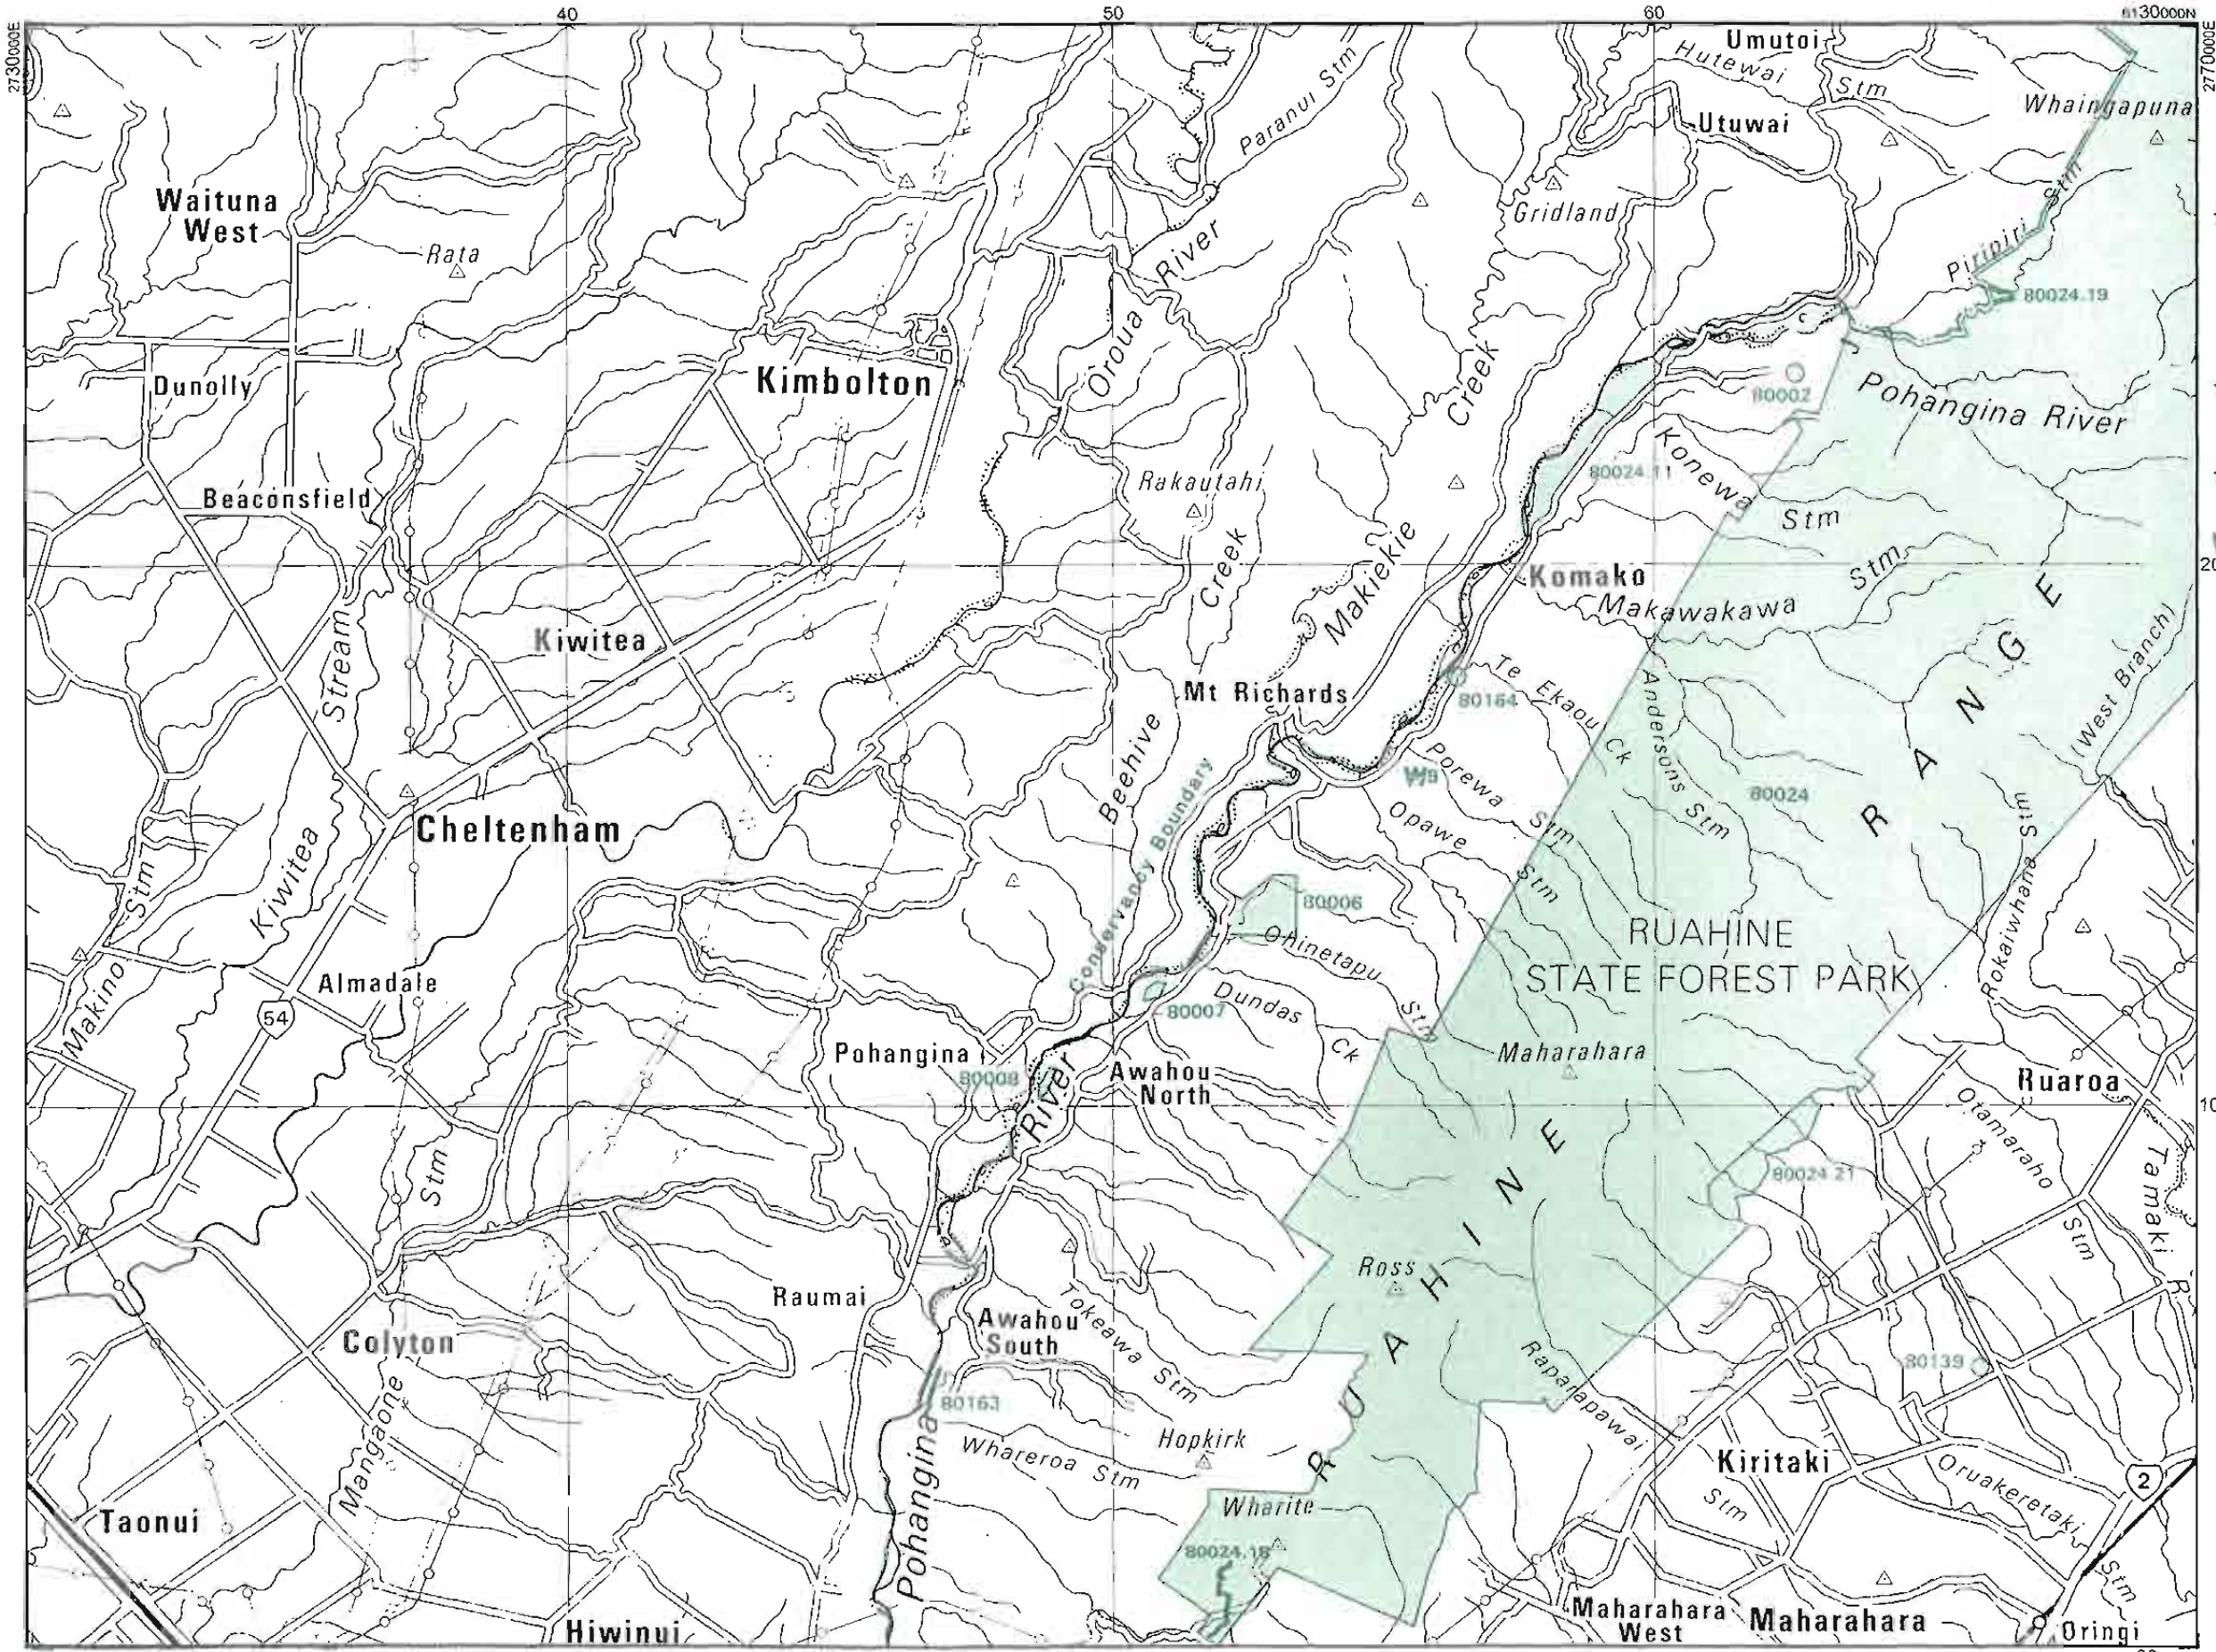 40
50
60
6130000N
2730000E
2770000E
Umutoi
Hutewai
Stm
Paranui Stm
Whaingapuna
Utuwai
Waituna
West
Gridland
Rata
Oroua River
Piripiri Stm
80024.19
Dunolly
Kimbolton
80002
Pohangina River
Creek
Konewa
Stm
80024.11
Beaconsfield
Rakautahi
Creek
Makiekie
20
Komako
Makawakawa
Stm
Kiwitea
Stream
Te Ekaou Ck
Andersons Stm
(West Branch)
Mt Richards
80164
Beehive
Porewa
Stm
W9
Opawe
Stm
80024
Conservancy Boundary
Cheltenham
Kiwitea
Stm
80006
RUAHINE
STATE FOREST PARK
Rokaiwhana Stm
Ohinetapu
Stm
Almadale
54
Makino
Dundas
Ck
80007
Pohangina
80008
Awahou
North
Maharahara
Ruaroa
10
River
Otamaraho
Stm
Tamaki
R
Stm
80024.21
RUAHINE RANGE
Ross
Raumai
Awahou
South
Tokeawa Stm
Colyton
Raparapawai
Stm
80139
80163
Mangaone
Pohangina
Whareroa Stm
Hopkirk
Kiritaki
Oruakeretaki
Stm
2
Wharite
Taonui
80024.18
Hiwinui
Maharahara
West
Maharahara
Oringi